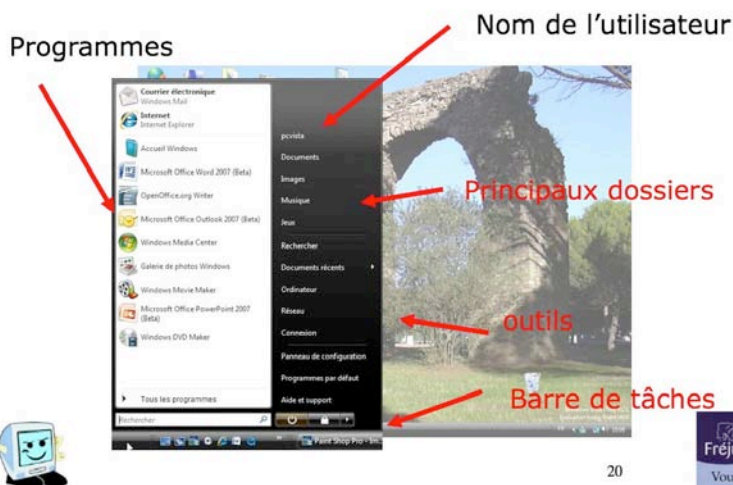 Nom de l'utilisateur
Programmes
Courrier électronique
Windows Mail
Internet
Internet Explorer
Accueil Windows
Microsoft Office Word 2007 (Beta)
OpenOffice.org Writer
Microsoft Office Outlook 2007 (Beta)
Windows Media Center
Galerie de photos Windows
Windows Movie Maker
Microsoft Office PowerPoint 2007
(Beta)
Windows DVD Maker
Tous les programmes
Rechercher
pcvista
Documents
Images
Musique
Jeux
Rechercher
Documents récents
Ordinateur
Réseau
Connexion
Panneau de configuration
Programmes par défaut
Aide et support
Principaux dossiers
outils
Barre de tâches
Paint Shop Pro - Im...
20
Fréj
Vou